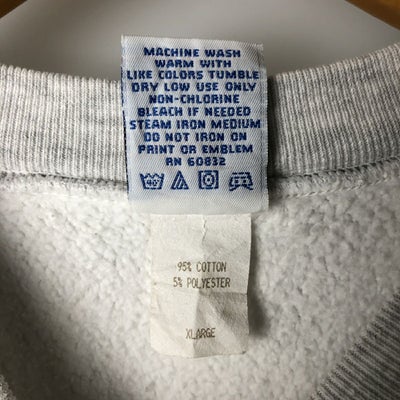 MACHINE WASH
WARM WITH
LIKE COLORS TUMBLE
DRY LOW USE ONLY
NON-CHLORINE
BLEACH IF NEEDED
STEAM IRON MEDIUM
DO NOT IRON ON
PRINT OR EMBLEM
RN 60832
40°
95% COTTON
5% POLYESTER
XLARGE